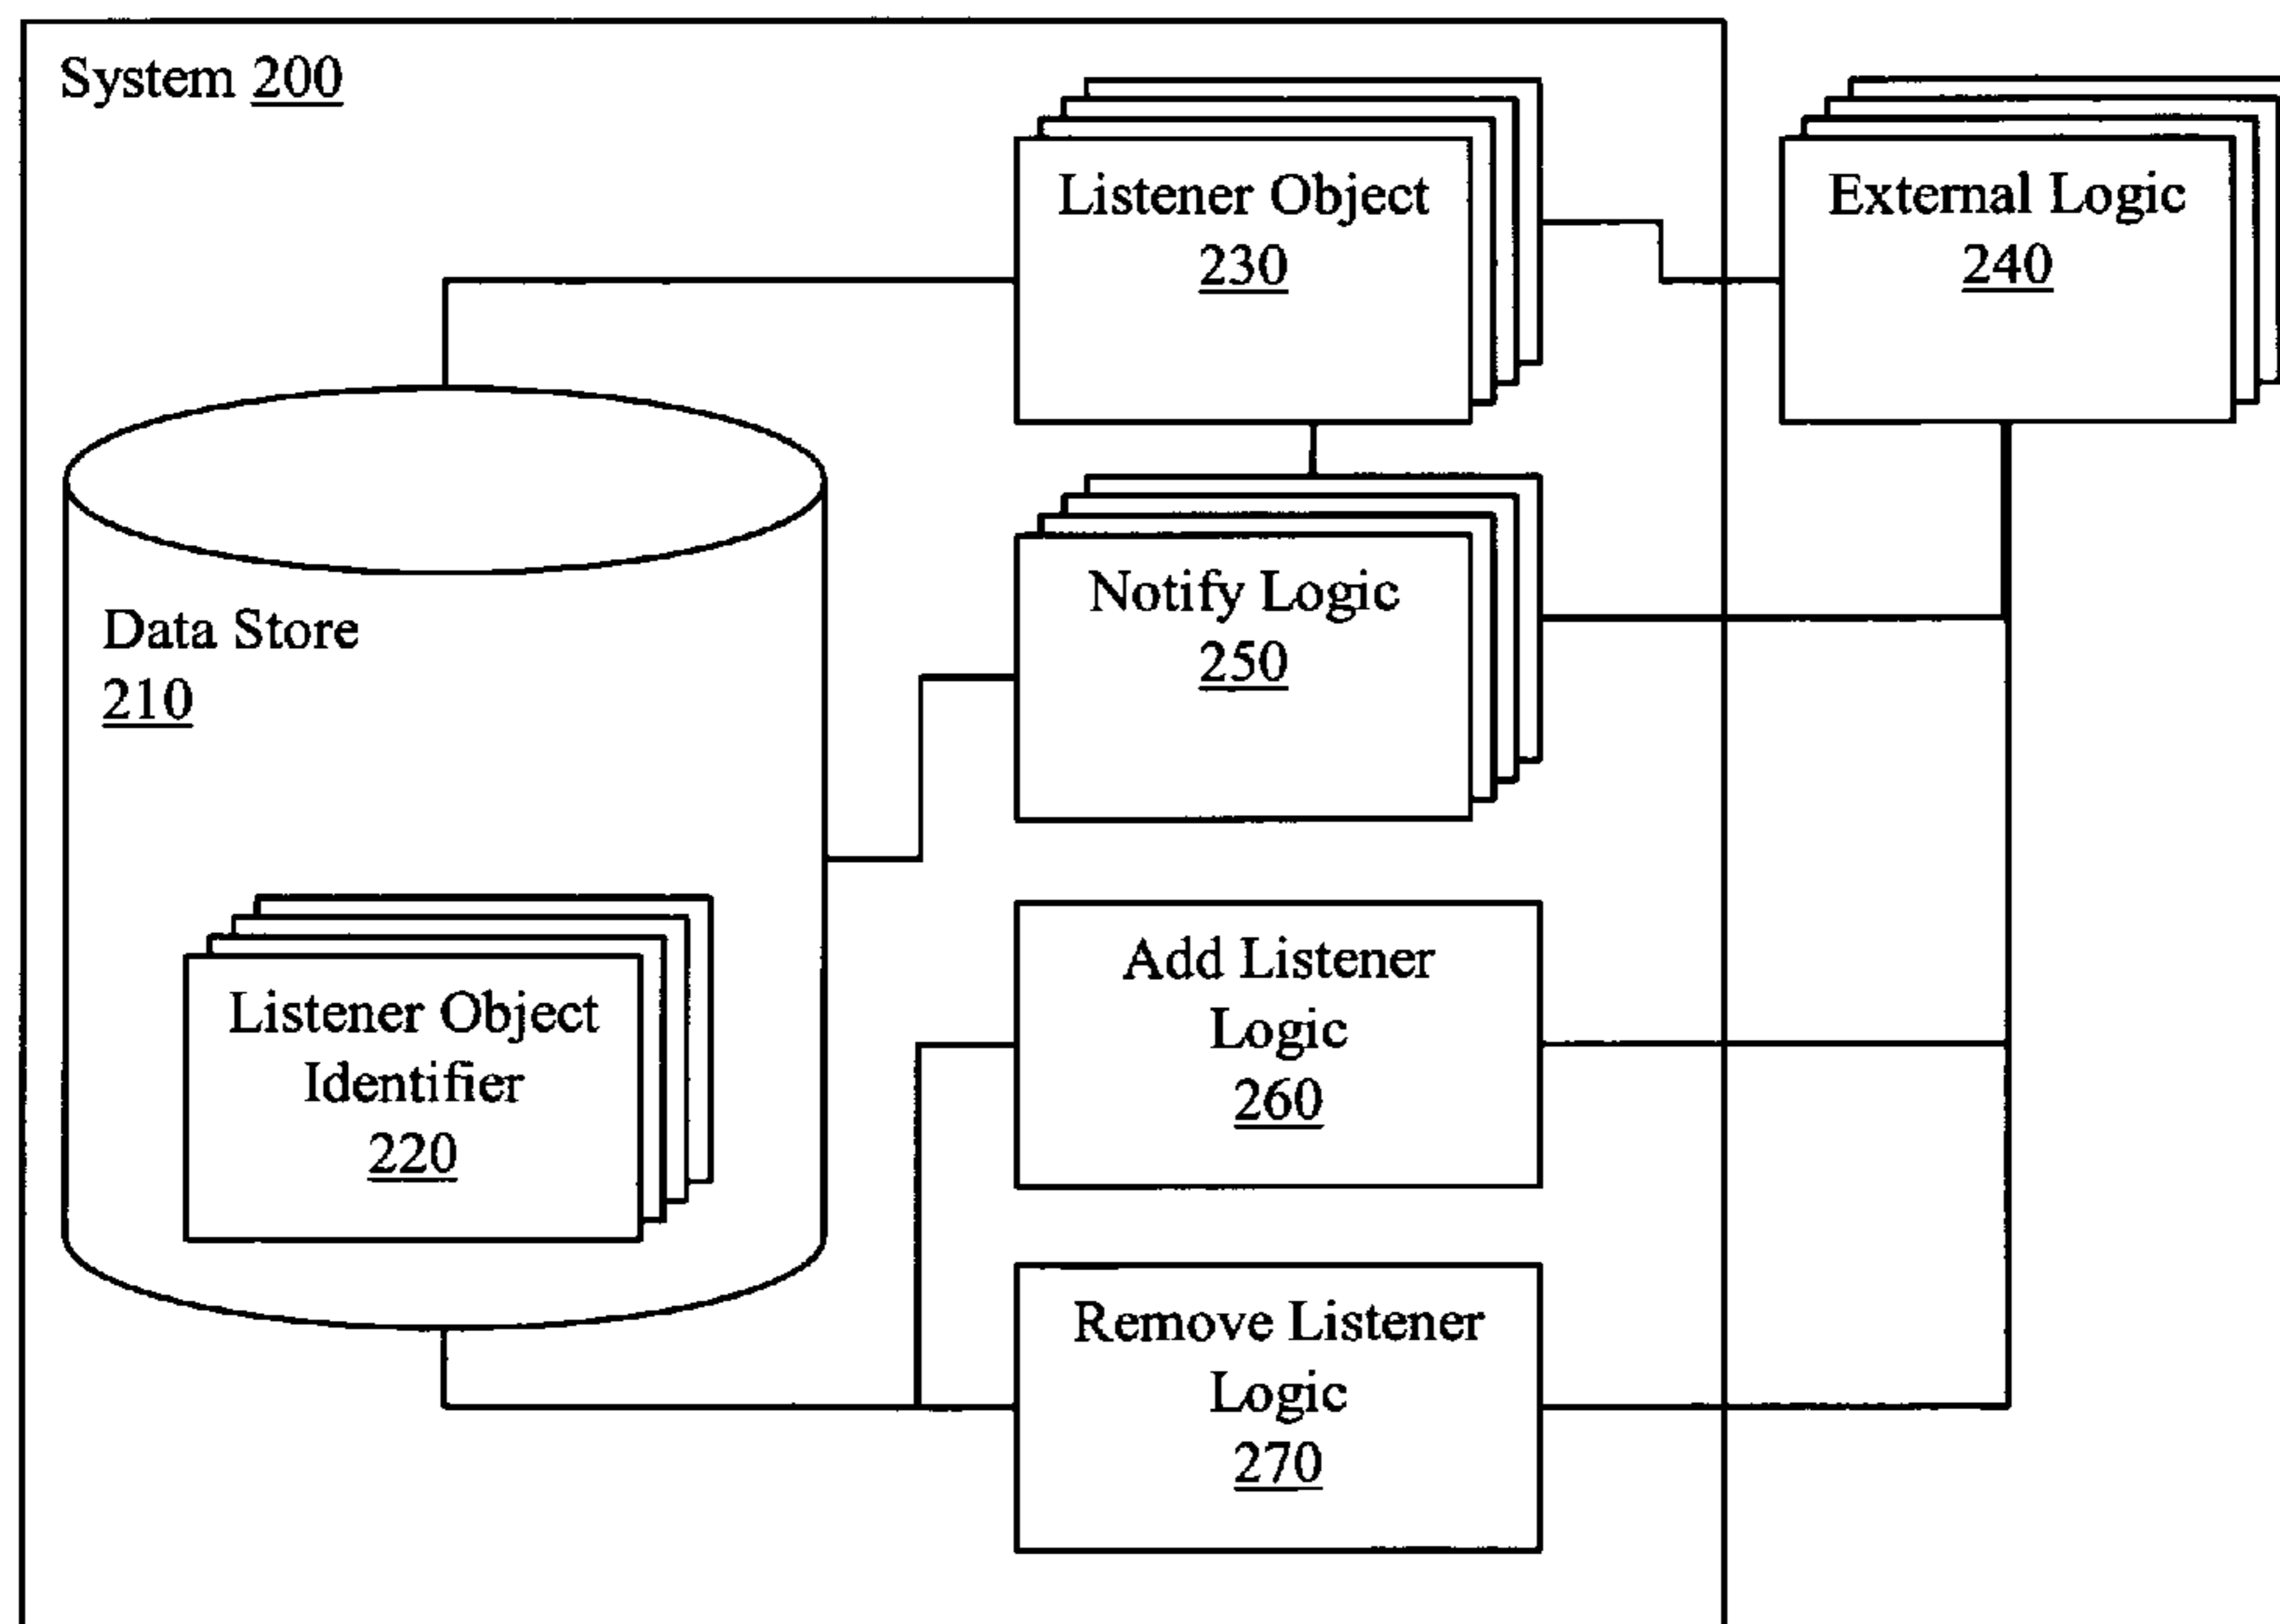 System 200
Listener Object
230
External Logic
240
Data Store
210
Notify Logic
250
Listener Object
Identifier
220
Add Listener
Logic
260
Remove Listener
Logic
270